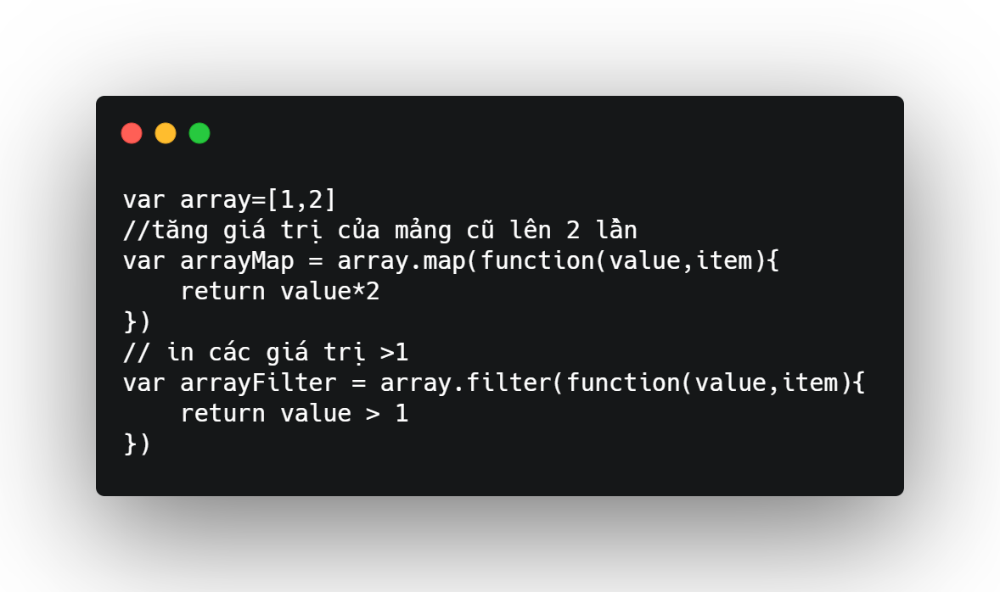 var array=[1,2]
//tăng giá trị của mảng cũ lên 2 lần
var arrayMap = array.map(function(value,item){
    return value*2
})
// in các giá trị >1
var arrayFilter = array.filter(function(value,item){
    return value > 1
})